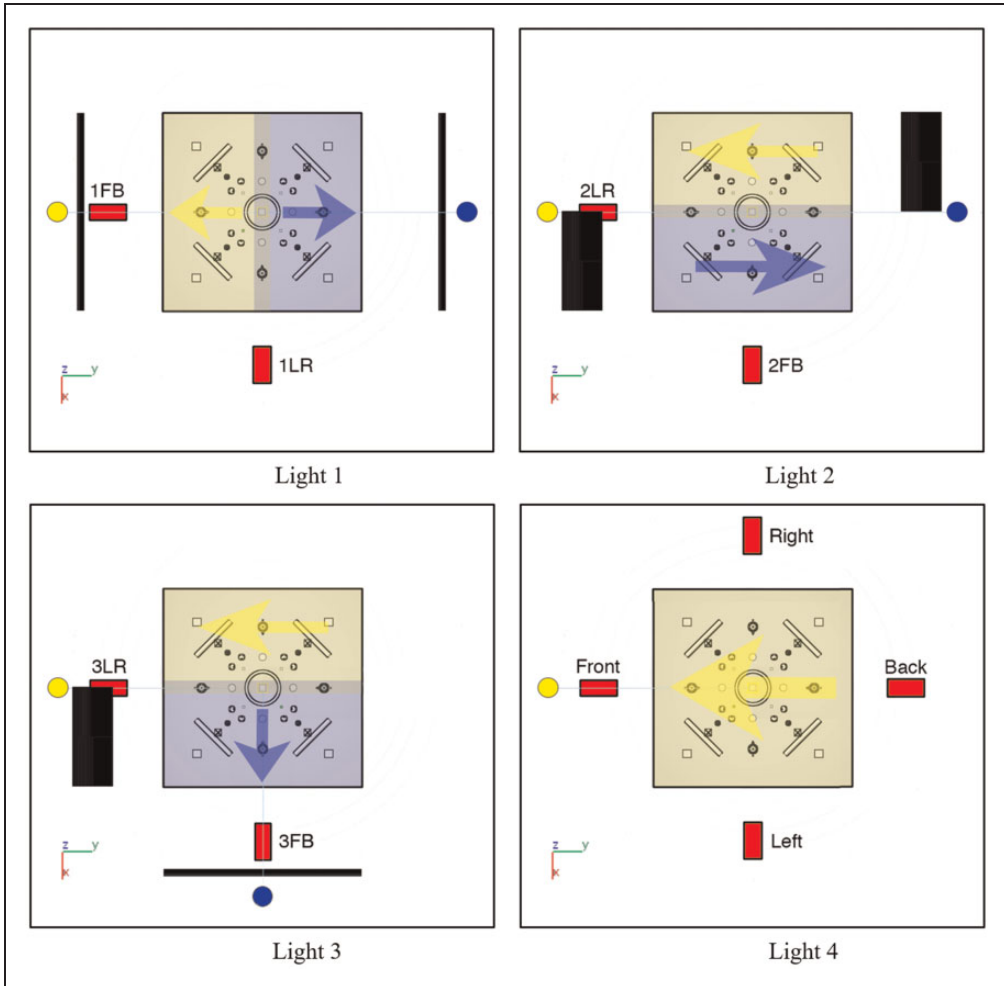 1FB
1LR
z y
x
Light 1
2LR
2FB
z y
x
Light 2
3LR
3FB
z y
x
Light 3
Right
Front
Back
Left
z y
x
Light 4